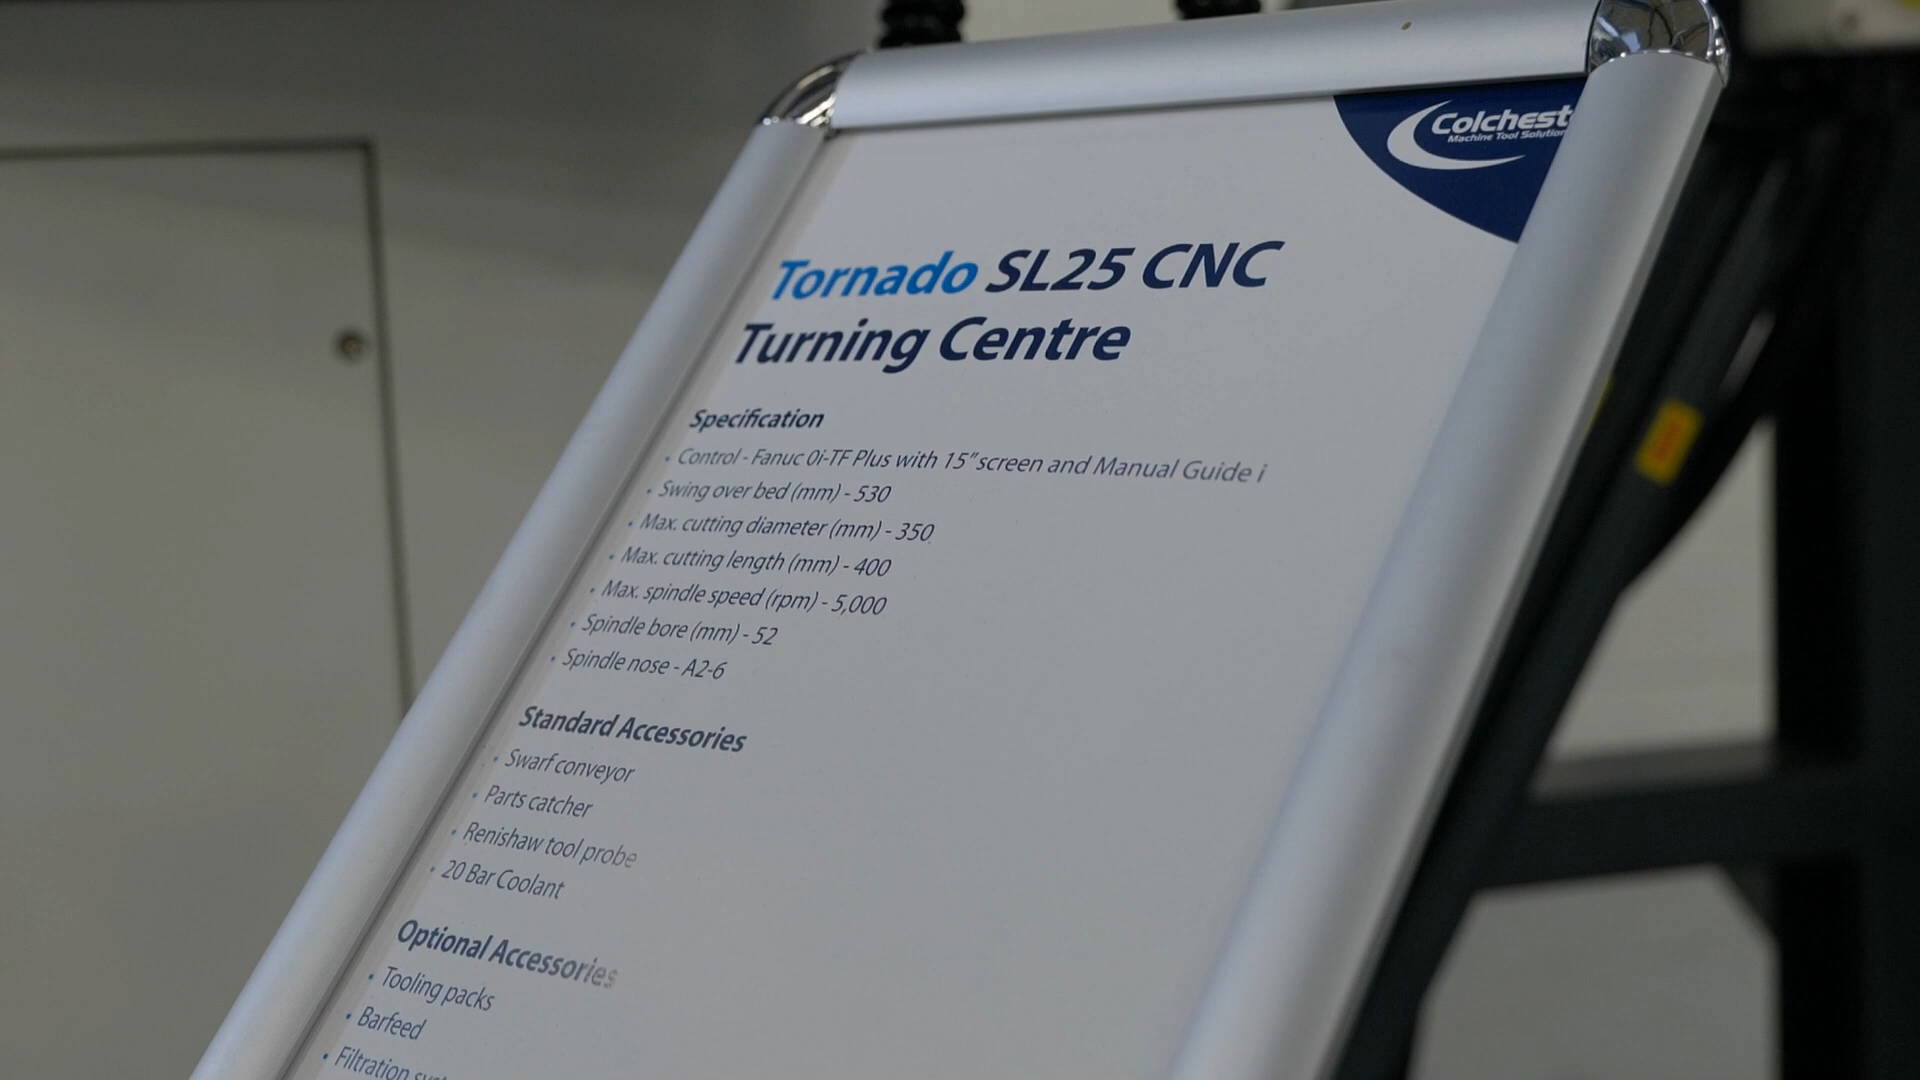 Colchest
Machine Tool Solution
Tornado SL25 CNC
Turning Centre
Specification
• Control - Fanuc 0i-TF Plus with 15" screen and Manual Guide i
• Swing over bed (mm) - 530
• Max. cutting diameter (mm) - 350
• Max. cutting length (mm) - 400
• Max. spindle speed (rpm) - 5,000
• Spindle bore (mm) - 52
• Spindle nose - A2-6
Standard Accessories
• Swarf conveyor
• Parts catcher
• Renishaw tool probe
• 20 Bar Coolant
Optional Accessories
• Tooling packs
• Barfeed
• Filtration